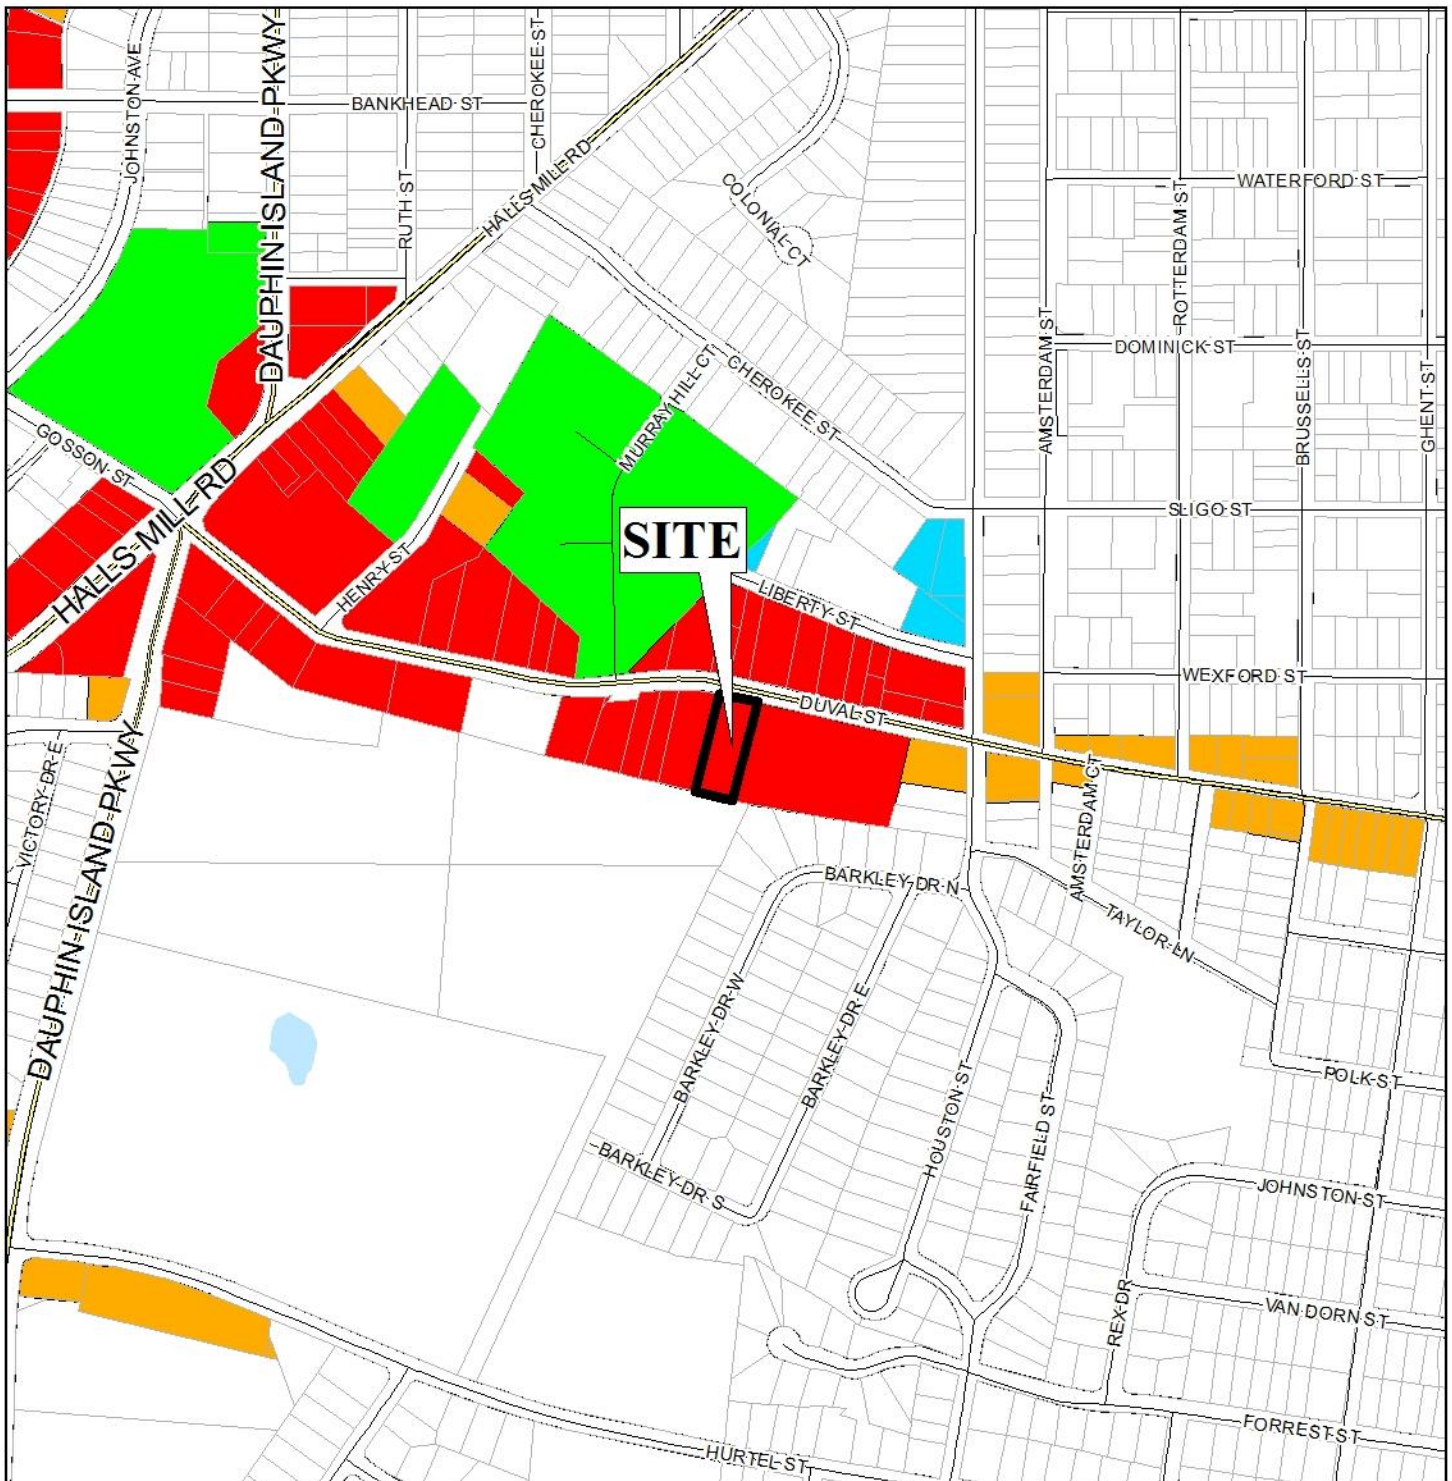 JOHNSTON AVE
DAUPHIN ISLAND PKWY
CHEROKEE ST
BANKHEAD ST
HALLS MILL RD
RUTH ST
COLONIAL CT
WATERFORD ST
ROTTERDAM ST
AMSTERDAM ST
DOMINICK ST
BRUSSELS ST
GHENT ST
MURRAY HILL CT
CHEROKEE ST
GOSSON ST
HALLS MILL RD
SLIGO ST
SITE
HENRY ST
LIBERTY ST
WEXFORD ST
DUVAL ST
VICTORY DR E
DAUPHIN ISLAND PKWY
AMSTERDAM CT
BARKLEY DR N
TAYLOR LN
BARKLEY DR W
BARKLEY DR E
HOUSTON ST
FAIRFIELD ST
POLK ST
BARKLEY DR S
JOHNSTON ST
REX DR
VAN DORN ST
FORREST ST
HURTEL ST